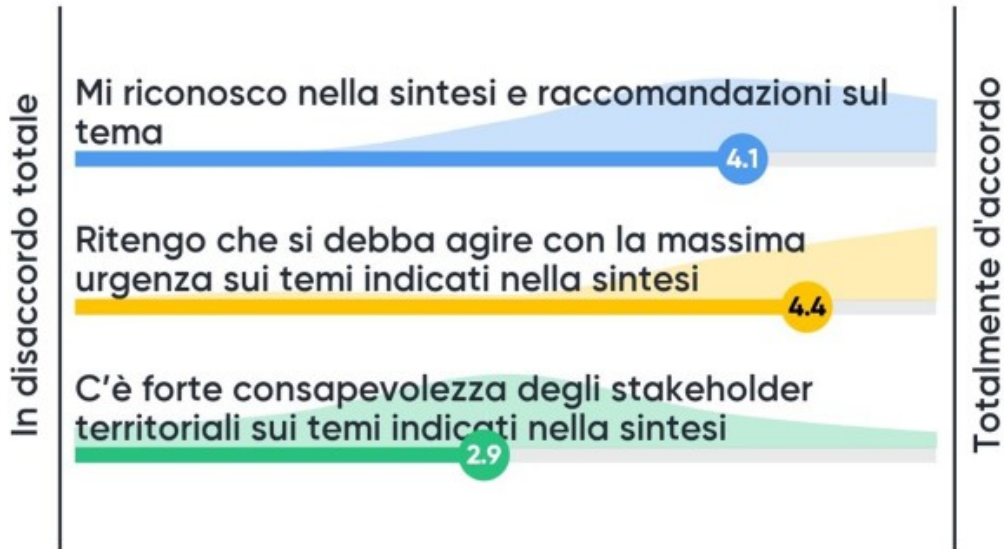 In disaccordo totale
Mi riconosco nella sintesi e raccomandazioni sul
tema
4.1
Ritengo che si debba agire con la massima
urgenza sui temi indicati nella sintesi
4.4
C'è forte consapevolezza degli stakeholder
territoriali sui temi indicati nella sintesi
2.9
Totalmente d'accordo